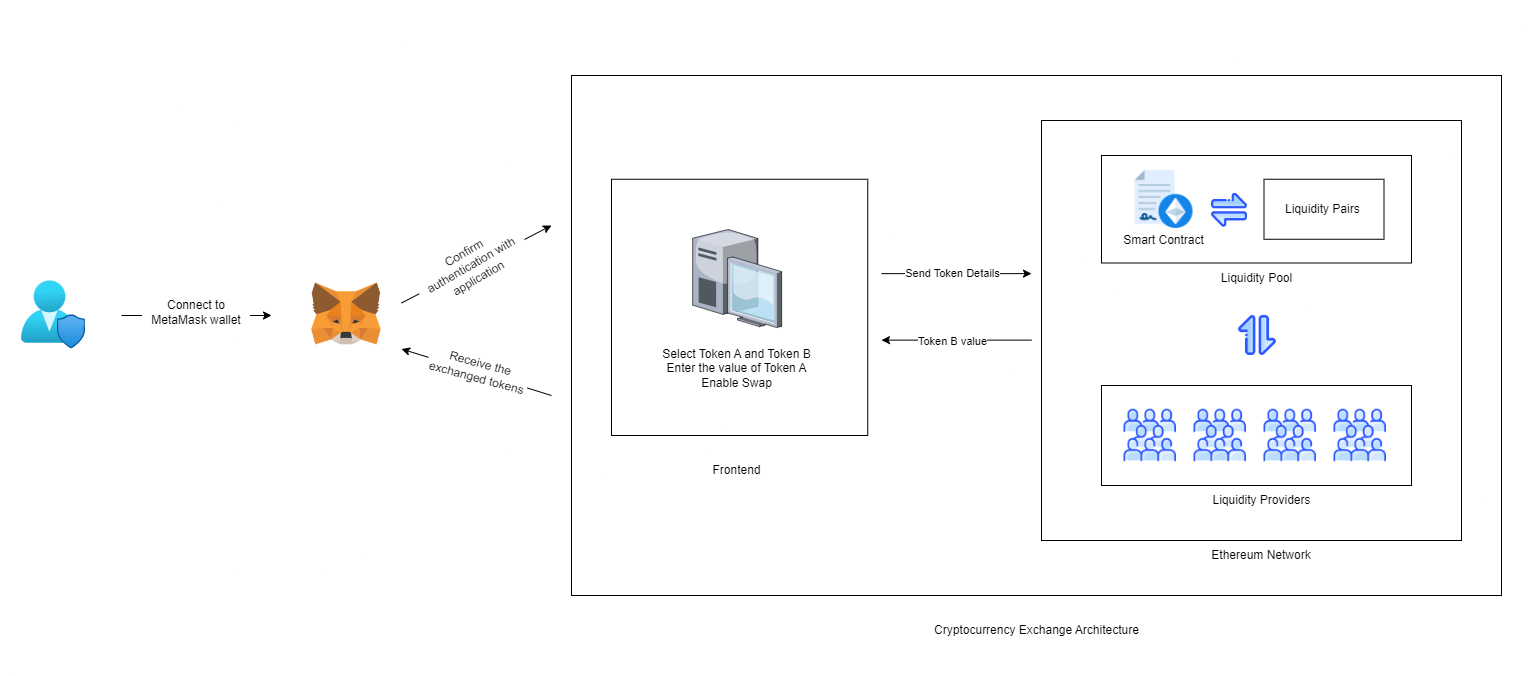 Connect to
MetaMask wallet
Confirm
authentication with
application
Receive the
exchanged tokens
Select Token A and Token B
Enter the value of Token A
Enable Swap
Frontend
Send Token Details
Token B value
Smart Contract
Liquidity Pairs
Liquidity Pool
Liquidity Providers
Ethereum Network
Cryptocurrency Exchange Architecture